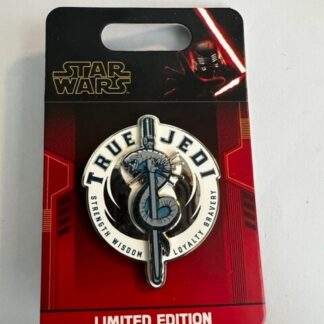 STAR
WARS
TRUE JEDI
STRENGTH WISDOM LOYALTY BRAVERY
LIMITED EDITION